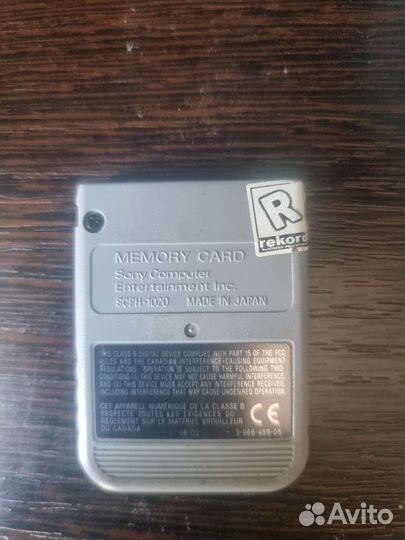 R
rekord
MEMORY CARD
Sony Computer
Entertainment Inc.
SCPH-1020 MADE IN JAPAN
THIS CLASS B DIGITAL DEVICE COMPLIES WITH PART 15 OF THE FCC
RULES AND THE CANADIAN INTERFERENCE-CAUSING EQUIPMENT
REGULATIONS. OPERATION IS SUBJECT TO THE FOLLOWING TWO
CONDITIONS (1) THIS DEVICE MAY NOT CAUSE HARMFUL INTERFERENCE,
AND (2) THIS DEVICE MUST ACCEPT ANY INTERFERENCE RECEIVED,
INCLUDING INTERFERENCE THAT MAY CAUSE UNDESIRED OPERATION.
CET APPAREIL NUMÉRIQUE DE LA CLASSE B
RESPECTE TOUTES LES EXIGENCES DU
RÈGLEMENT SUR LE MATÉRIEL BROUILLEUR
DU CANADA
CE
3-966-459-05
Avito